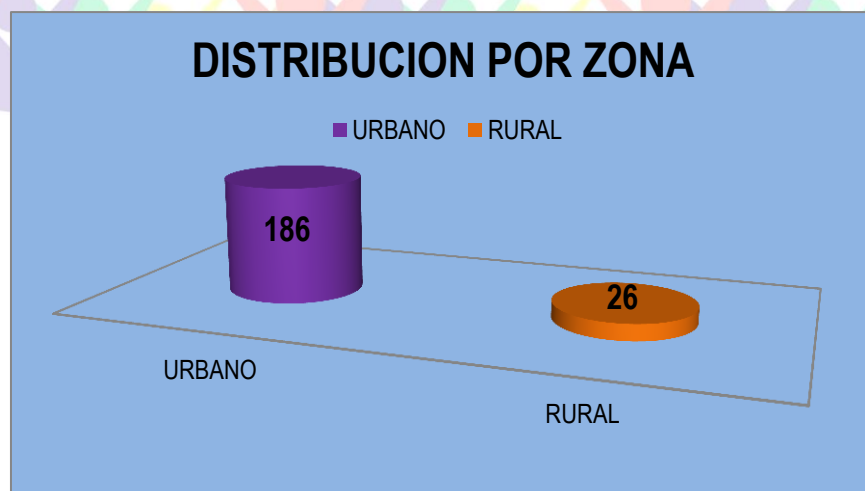 DISTRIBUCION POR ZONA
URBANO RURAL
186
26
URBANO
RURAL